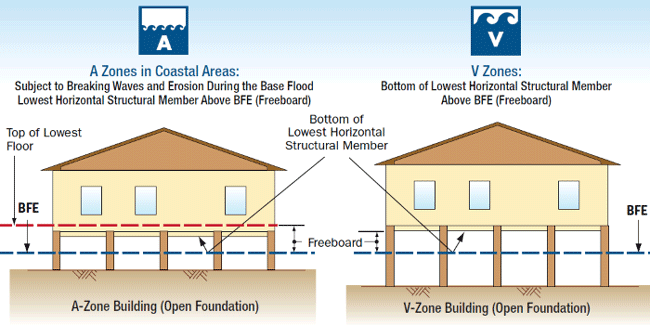 A
A Zones in Coastal Areas:
Subject to Breaking Waves and Erosion During the Base Flood
Lowest Horizontal Structural Member Above BFE (Freeboard)
V
V Zones:
Bottom of Lowest Horizontal Structural Member
Above BFE (Freeboard)
Top of Lowest
Floor
BFE
Bottom of
Lowest Horizontal
Structural Member
Freeboard
BFE
A-Zone Building (Open Foundation)
V-Zone Building (Open Foundation)